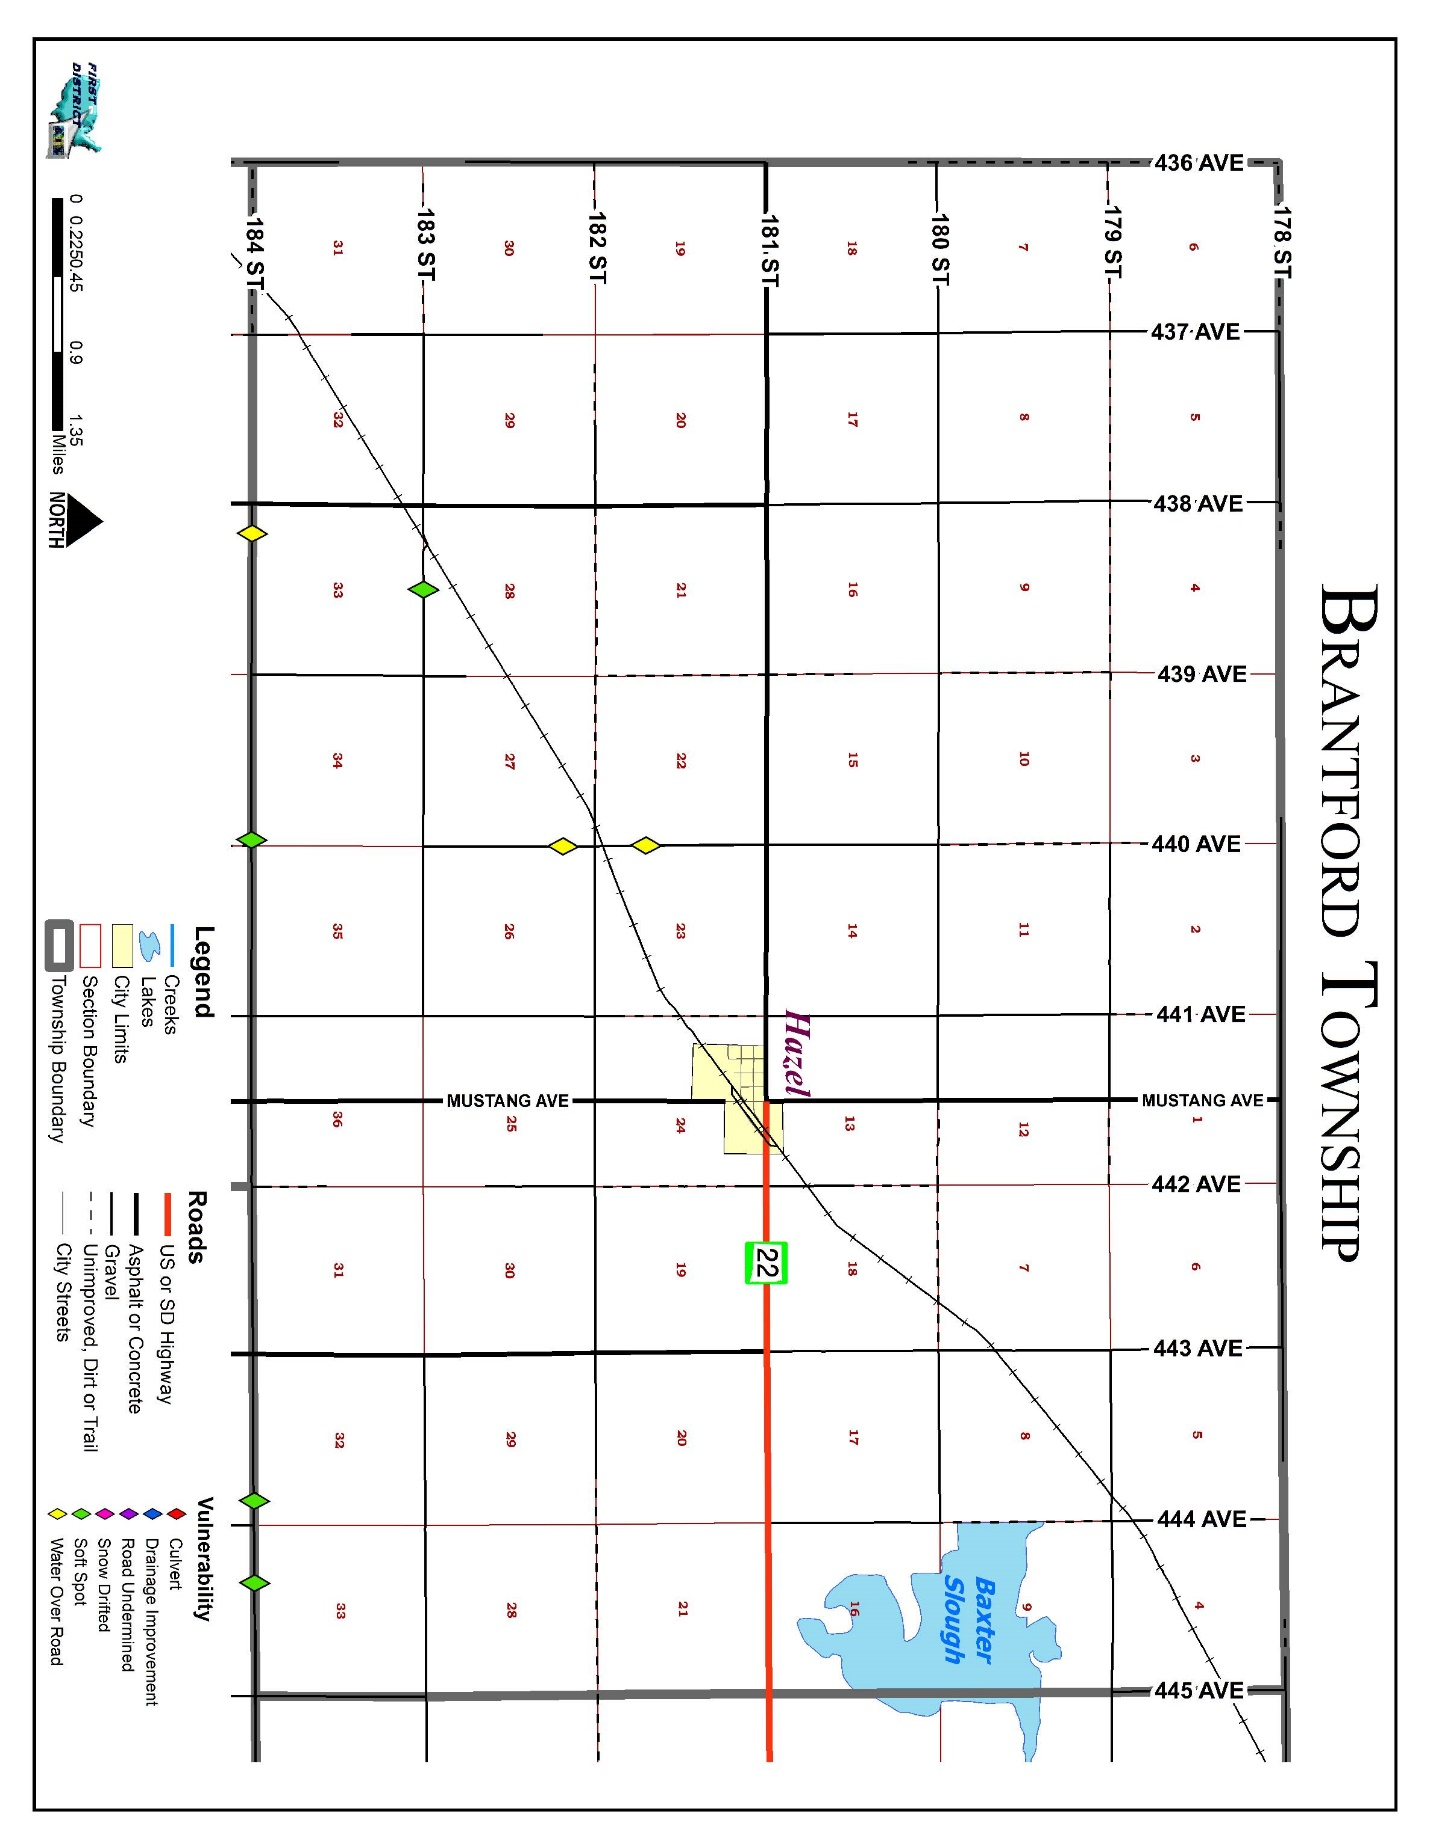 BRANTFORD TOWNSHIP
178 ST
179 ST
180 ST
181 ST
182 ST
183 ST
184 ST
436 AVE
437 AVE
438 AVE
439 AVE
440 AVE
441 AVE
MUSTANG AVE
442 AVE
443 AVE
444 AVE
445 AVE
6
5
4
3
2
1
6
5
4
7
8
9
10
11
12
7
8
9
18
17
16
15
14
13
18
17
16
19
20
21
22
23
24
19
20
21
30
29
28
27
26
25
30
29
28
31
32
33
34
35
36
31
32
33
MUSTANG AVE
Hazel
22
Baxter
Slough
FIRST
DISTRICT
0 0.2250.45 0.9 1.35
Miles
NORTH
Legend
Creeks
Lakes
City Limits
Section Boundary
Township Boundary
Roads
US or SD Highway
Asphalt or Concrete
Gravel
Unimproved, Dirt or Trail
City Streets
Vulnerability
Culvert
Drainage Improvement
Road Undermined
Snow Drifted
Soft Spot
Water Over Road